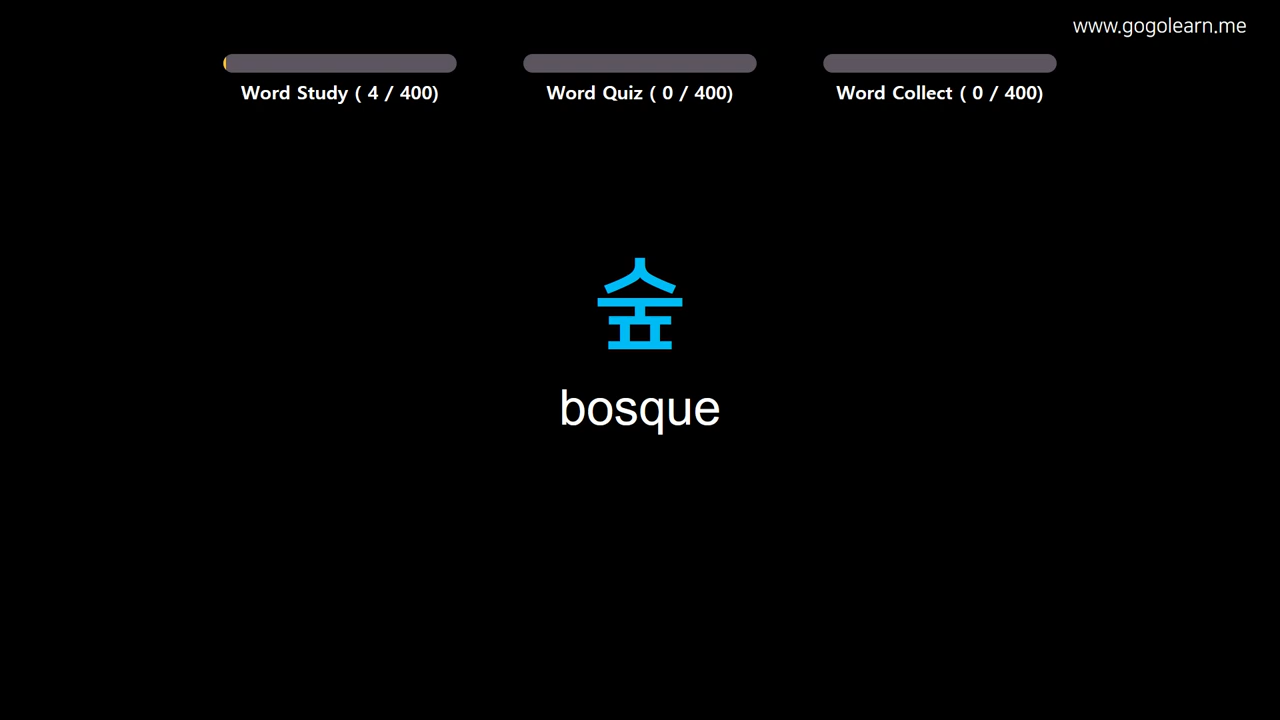 www.gogolearn.me
Word Study ( 4 / 400)
Word Quiz ( 0 / 400)
Word Collect ( 0 / 400)
숲
bosque